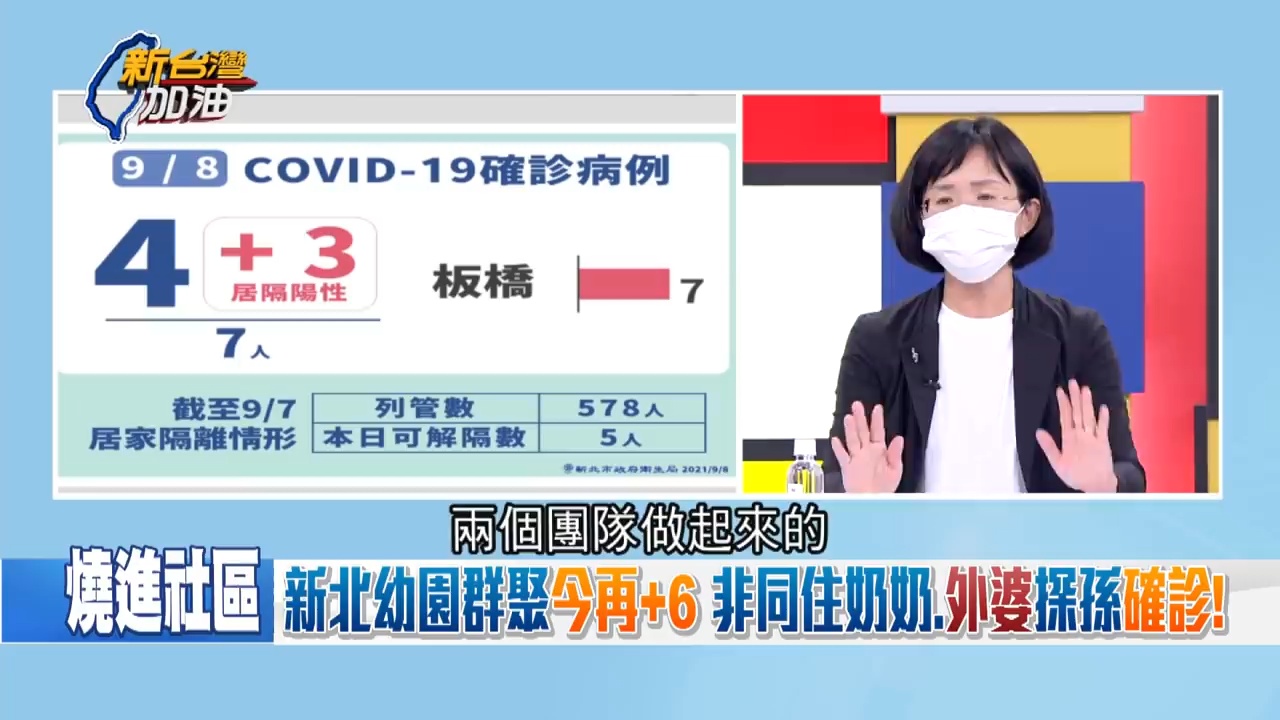 新台灣
加油
9/8 COVID-19確診病例
4 +3
居隔陽性
7人
板橋 7
截至9/7
居家隔離情形
列管數 578人
本日可解隔數 5人
新北市政府衛生局 2021/9/8
兩個團隊做起來的
燒進社區
新北幼園群聚今再+6 非同住奶奶.外婆探孫確診!